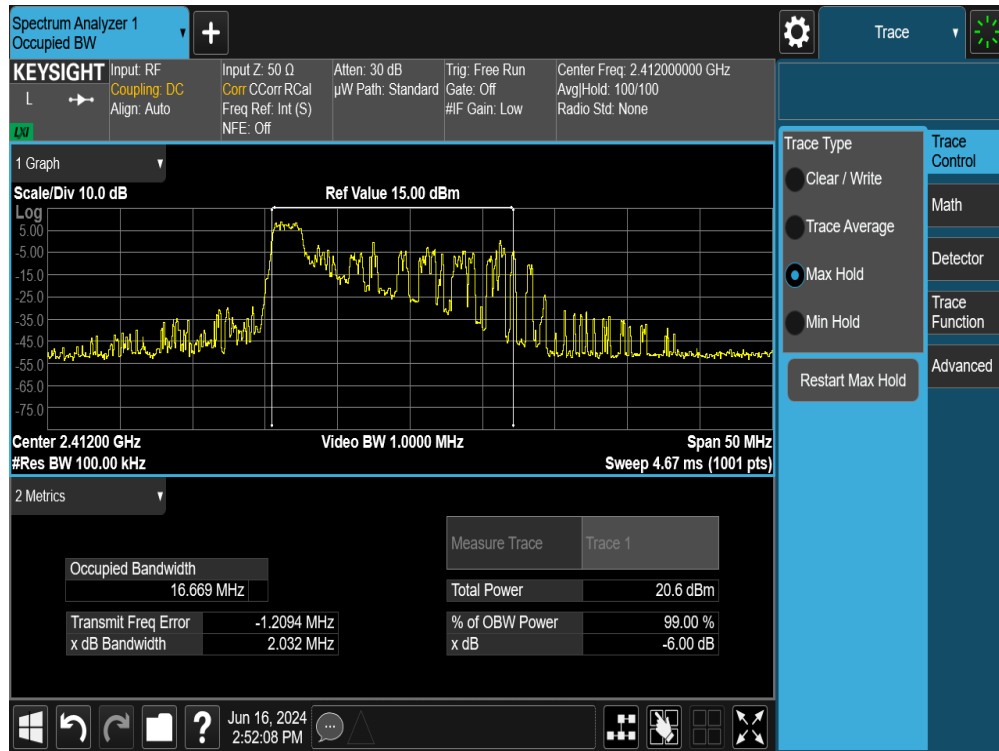 Spectrum Analyzer 1
Occupied BW
+
Trace
KEYSIGHT
L
LXI
Input: RF
Coupling: DC
Align: Auto
Input Z: 50 Ω
Corr CCorr RCal
Freq Ref: Int (S)
NFE: Off
Atten: 30 dB
µW Path: Standard
Trig: Free Run
Gate: Off
#IF Gain: Low
Center Freq: 2.412000000 GHz
Avg|Hold: 100/100
Radio Std: None
1 Graph
Scale/Div 10.0 dB
Ref Value 15.00 dBm
Log
5.00
-5.00
-15.0
-25.0
-35.0
-45.0
-55.0
-65.0
-75.0
Center 2.41200 GHz
Video BW 1.0000 MHz
Span 50 MHz
#Res BW 100.00 kHz
Sweep 4.67 ms (1001 pts)
2 Metrics
Measure Trace Trace 1
Occupied Bandwidth
16.669 MHz
Total Power 20.6 dBm
Transmit Freq Error -1.2094 MHz
% of OBW Power 99.00 %
x dB Bandwidth 2.032 MHz
x dB -6.00 dB
Trace Type
Clear / Write
Trace Average
Max Hold
Min Hold
Restart Max Hold
Trace
Control
Math
Detector
Trace
Function
Advanced
?
Jun 16, 2024
2:52:08 PM